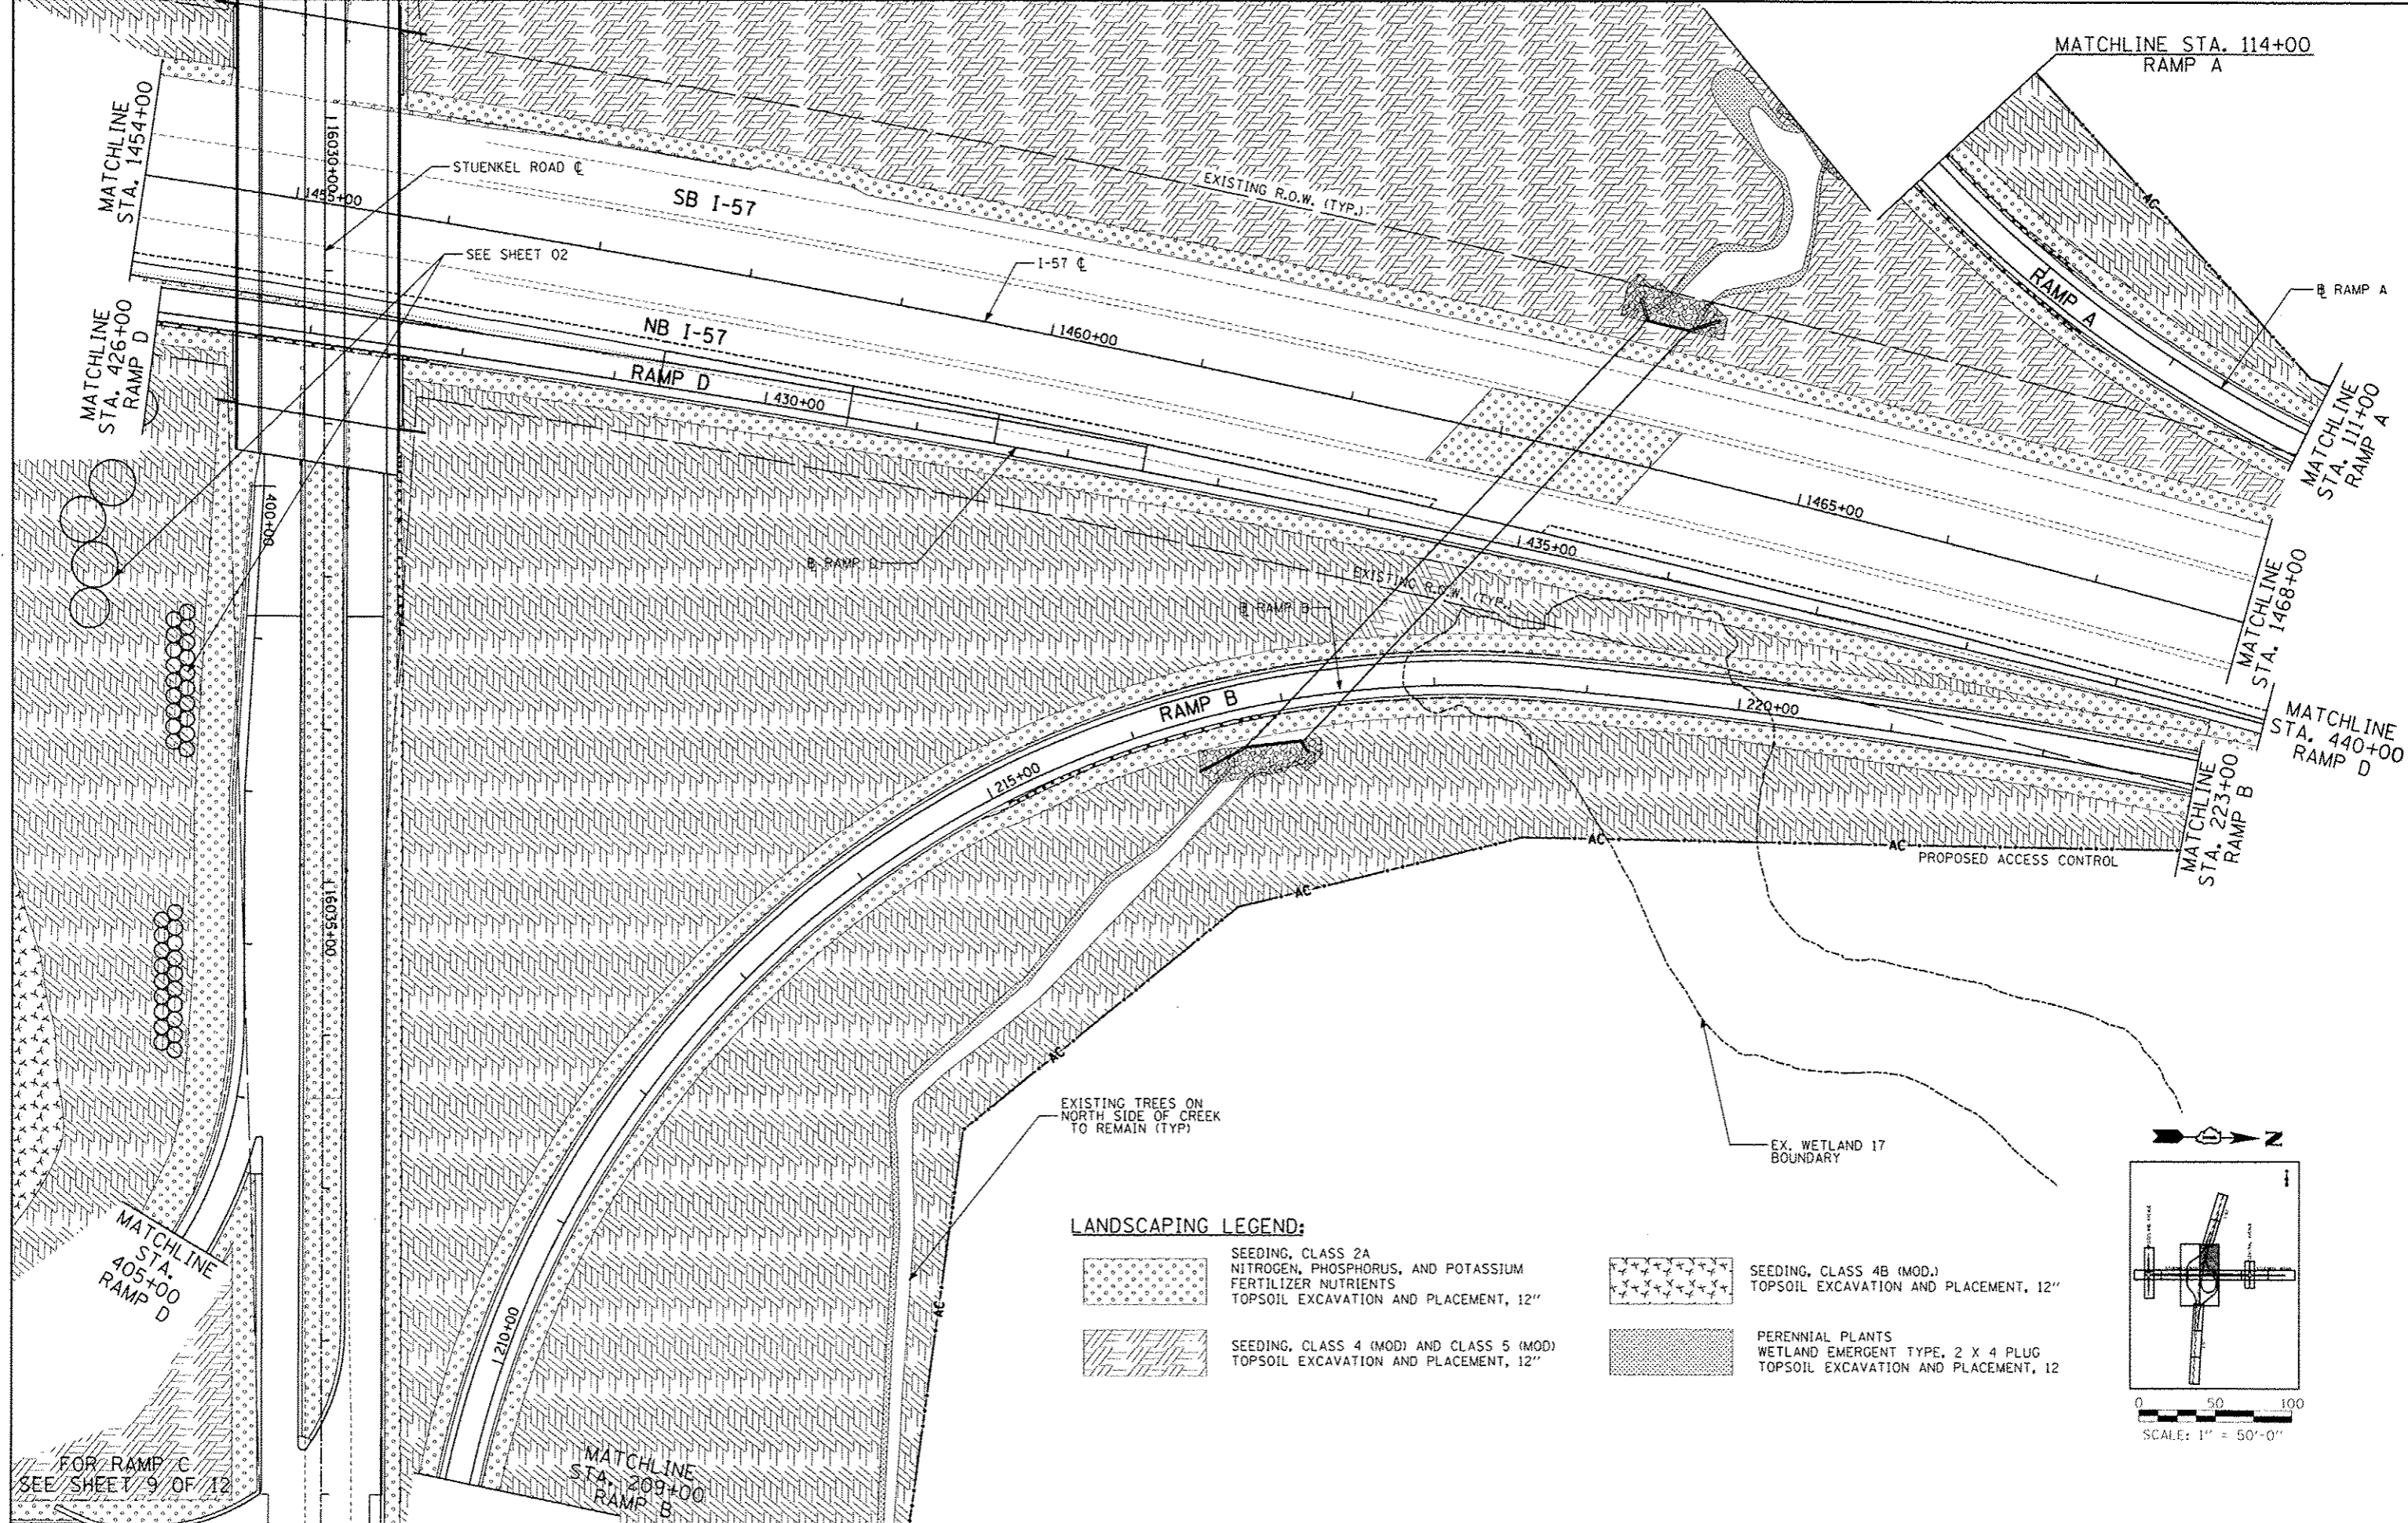 MATCHLINE STA. 114+00
RAMP A
MATCHLINE
STA. 1454+00
16030+00
STUENKEL ROAD ℄
1455+00
SB I-57
EXISTING R.O.W. (TYP.)
AC
SEE SHEET 02
I-57 ℄
RAMP A
RAMP A
MATCHLINE
STA. 426+00
RAMP D
NB I-57
1460+00
RAMP D
430+00
MATCHLINE
STA. 111+00
RAMP A
400+00
1465+00
435+00
RAMP D
EXISTING R.O.W. (TYP.)
RAMP B
MATCHLINE
STA. 1468+00
RAMP B
220+00
MATCHLINE
STA. 440+00
RAMP D
215+00
MATCHLINE
STA. 223+00
RAMP B
AC
AC
PROPOSED ACCESS CONTROL
AC
16035+00
AC
EXISTING TREES ON
NORTH SIDE OF CREEK
TO REMAIN (TYP)
EX. WETLAND 17
BOUNDARY
N
MATCHLINE
STA.
405+00
RAMP D
AC
210+00
LANDSCAPING LEGEND:
SEEDING, CLASS 2A
NITROGEN, PHOSPHORUS, AND POTASSIUM
FERTILIZER NUTRIENTS
TOPSOIL EXCAVATION AND PLACEMENT, 12"
SEEDING, CLASS 4B (MOD.)
TOPSOIL EXCAVATION AND PLACEMENT, 12"
SEEDING, CLASS 4 (MOD) AND CLASS 5 (MOD)
TOPSOIL EXCAVATION AND PLACEMENT, 12"
PERENNIAL PLANTS
WETLAND EMERGENT TYPE, 2 X 4 PLUG
TOPSOIL EXCAVATION AND PLACEMENT, 12
0 50 100
SCALE: 1" = 50'-0"
FOR RAMP C
SEE SHEET 9 OF 12
MATCHLINE
STA. 209+00
RAMP B